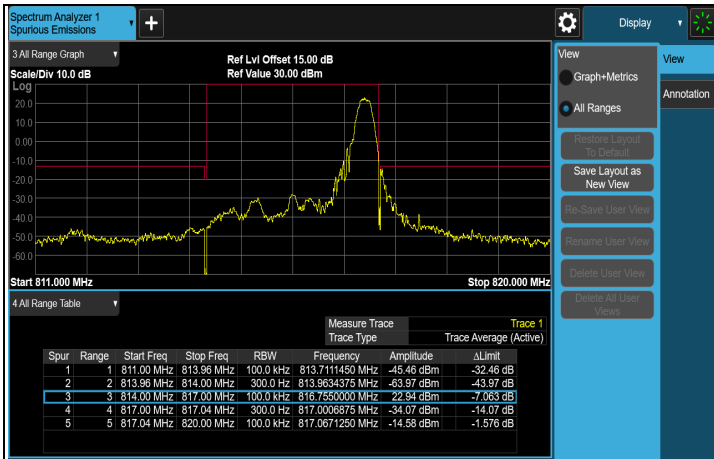 Spectrum Analyzer 1
Spurious Emissions
Display
3 All Range Graph
Ref Lvl Offset 15.00 dB
Scale/Div 10.0 dB
Ref Value 30.00 dBm
Log
20.0
10.0
0.00
-10.0
-20.0
-30.0
-40.0
-50.0
-60.0
Start 811.000 MHz
Stop 820.000 MHz
View
Graph+Metrics
All Ranges
Restore Layout
To Default
Save Layout as
New View
Re-Save User View
Rename User View
Delete User View
Delete All User
Views
View
Annotation
4 All Range Table
Measure Trace Trace 1
Trace Type Trace Average (Active)
Spur Range Start Freq Stop Freq RBW Frequency Amplitude ΔLimit
1 1 811.00 MHz 813.96 MHz 100.0 kHz 813.7111450 MHz -45.46 dBm -32.46 dB
2 2 813.96 MHz 814.00 MHz 300.0 Hz 813.9634375 MHz -63.97 dBm -43.97 dB
3 3 814.00 MHz 817.00 MHz 100.0 kHz 816.7550000 MHz 22.94 dBm -7.063 dB
4 4 817.00 MHz 817.04 MHz 300.0 Hz 817.0006875 MHz -34.07 dBm -14.07 dB
5 5 817.04 MHz 820.00 MHz 100.0 kHz 817.0671250 MHz -14.58 dBm -1.576 dB